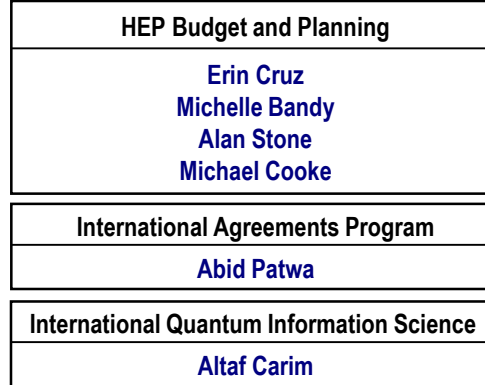 HEP Budget and Planning
Erin Cruz
Michelle Bandy
Alan Stone
Michael Cooke
International Agreements Program
Abid Patwa
International Quantum Information Science
Altaf Carim